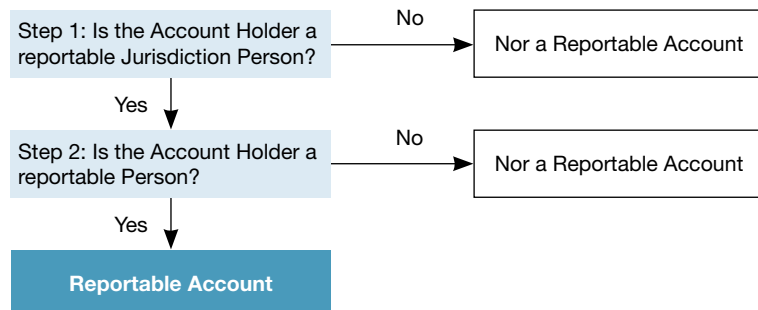 Step 1: Is the Account Holder a
reportable Jurisdiction Person?
No
Nor a Reportable Account
Yes
Step 2: Is the Account Holder a
reportable Person?
No
Nor a Reportable Account
Yes
Reportable Account